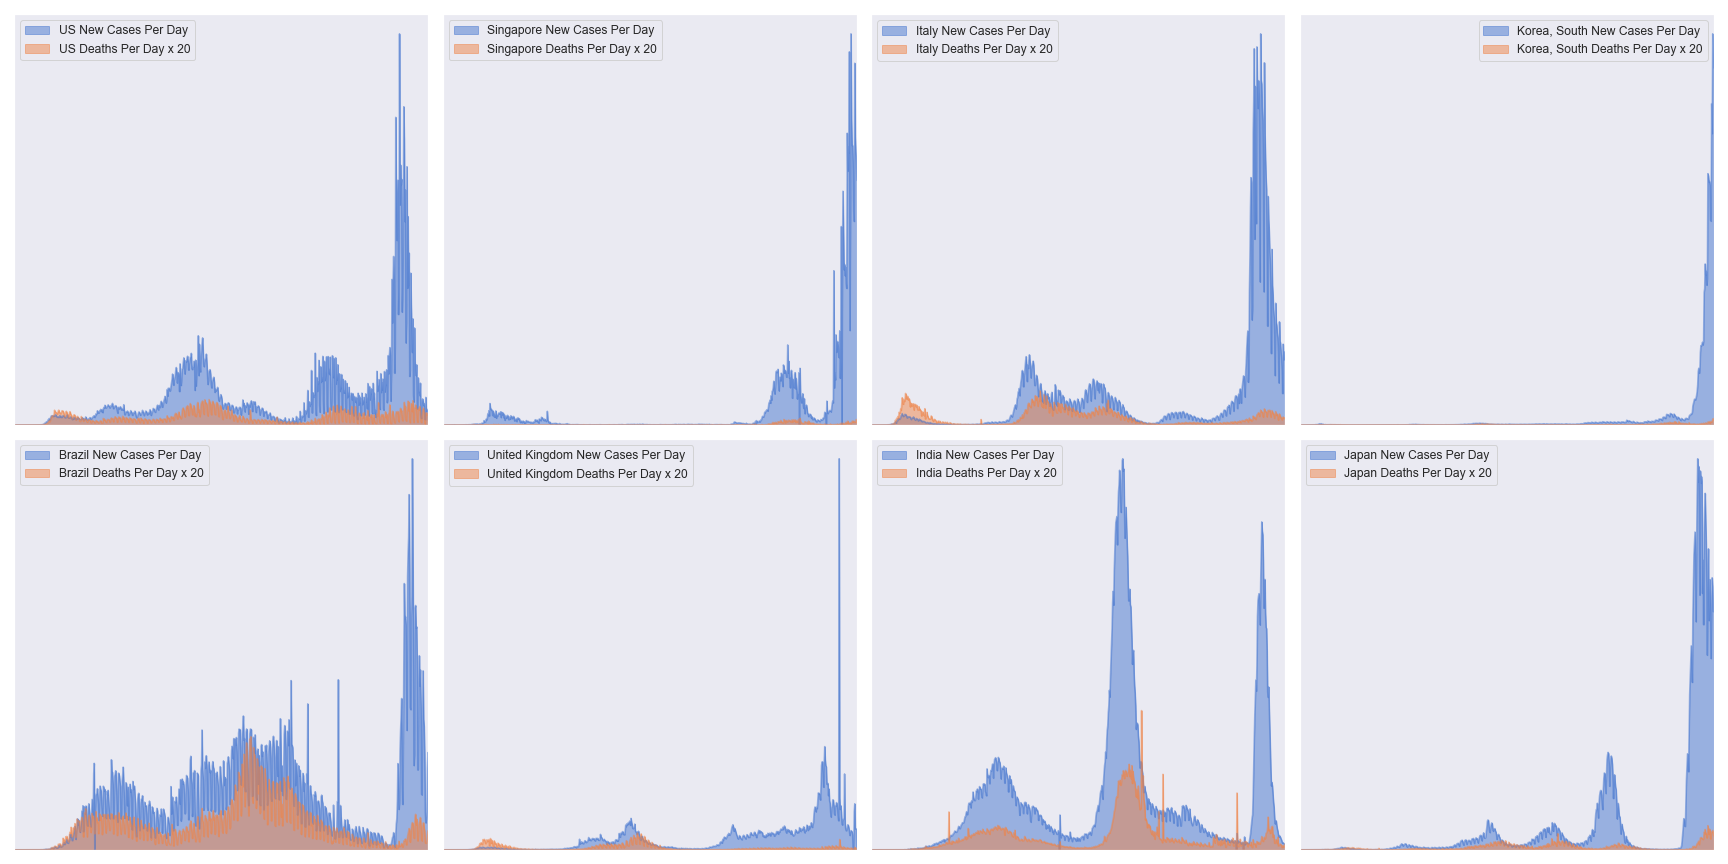 US New Cases Per Day
US Deaths Per Day x 20
Singapore New Cases Per Day
Singapore Deaths Per Day x 20
Italy New Cases Per Day
Italy Deaths Per Day x 20
Korea, South New Cases Per Day
Korea, South Deaths Per Day x 20
Brazil New Cases Per Day
Brazil Deaths Per Day x 20
United Kingdom New Cases Per Day
United Kingdom Deaths Per Day x 20
India New Cases Per Day
India Deaths Per Day x 20
Japan New Cases Per Day
Japan Deaths Per Day x 20